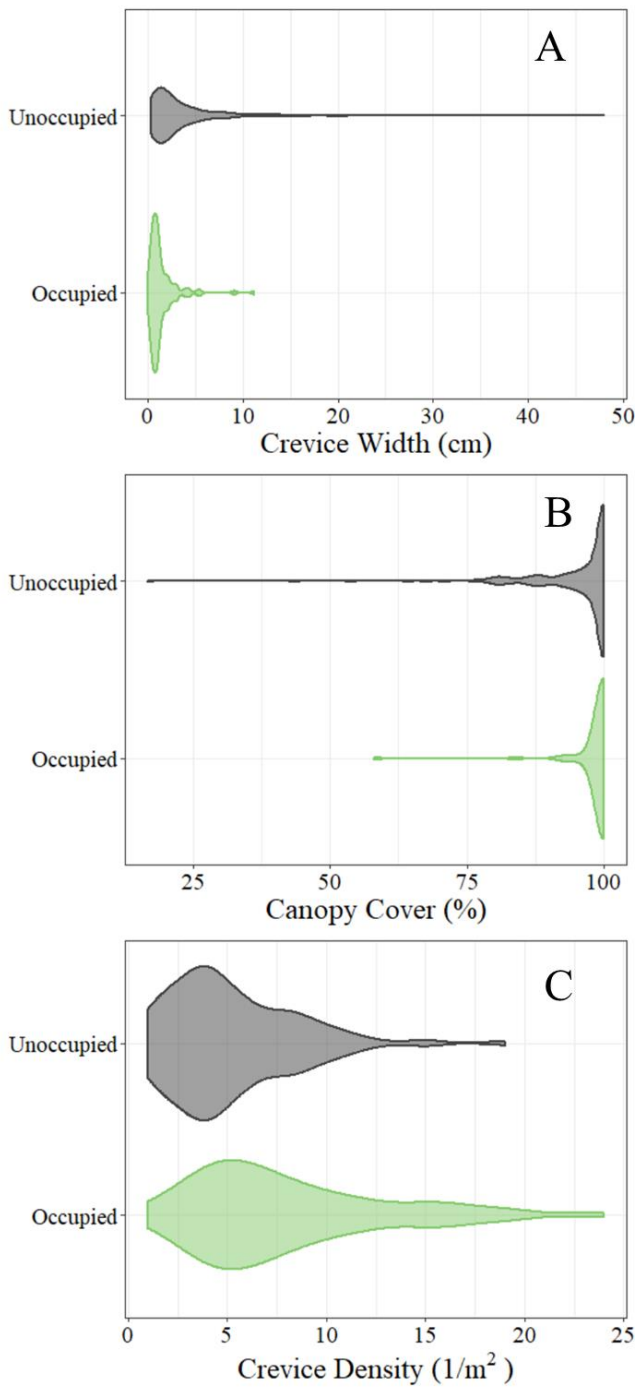 A
Unoccupied
Occupied
0 10 20 30 40 50
Crevice Width (cm)
B
Unoccupied
Occupied
25 50 75 100
Canopy Cover (%)
C
Unoccupied
Occupied
0 5 10 15 20 25
Crevice Density (1/m² )